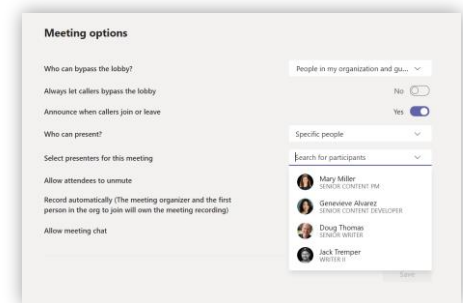 Meeting options
Who can bypass the lobby?
People in my organization and gu...
Always let callers bypass the lobby
No
Announce when callers join or leave
Yes
Who can present?
Specific people
Select presenters for this meeting
Search for participants
Mary Miller
SENIOR CONTENT PM
Allow attendees to unmute
Genevieve Alvarez
SENIOR CONTENT DEVELOPER
Record automatically (The meeting organizer and the first
person in the org to join will own the meeting recording)
Doug Thomas
SENIOR WRITER
Allow meeting chat
Jack Tremper
WRITER II
Save